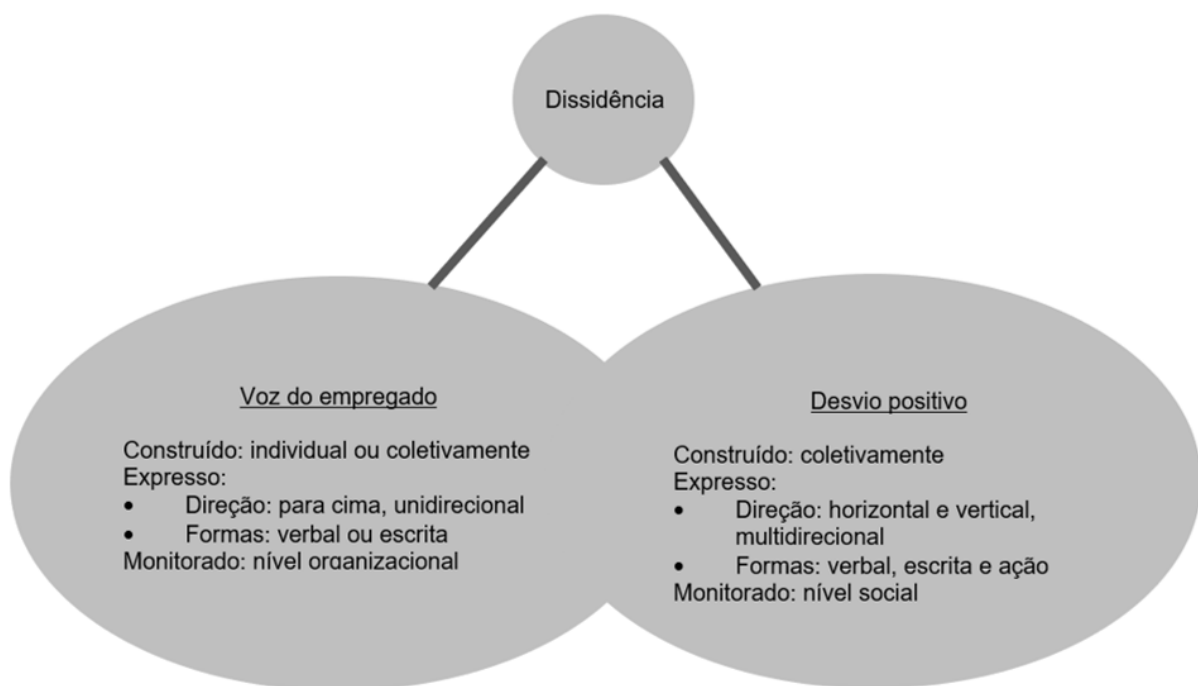 Dissidência
Voz do empregado
Construído: individual ou coletivamente
Expresso:
• Direção: para cima, unidirecional
• Formas: verbal ou escrita
Monitorado: nível organizacional
Desvio positivo
Construído: coletivamente
Expresso:
• Direção: horizontal e vertical,
multidirecional
• Formas: verbal, escrita e ação
Monitorado: nível social